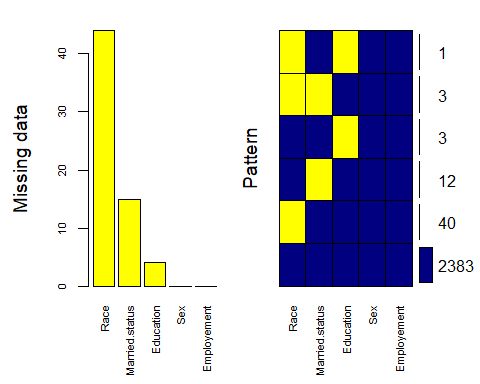 Missing data
40
30
20
10
0
Race
Married.status
Education
Sex
Employement
Pattern
1
3
3
12
40
2383
Race
Married.status
Education
Sex
Employement